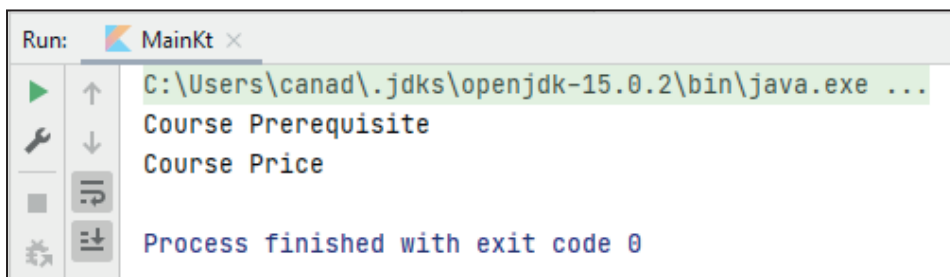 Run: MainKt ×
C:\Users\canad\.jdks\openjdk-15.0.2\bin\java.exe ...
Course Prerequisite
Course Price
Process finished with exit code 0